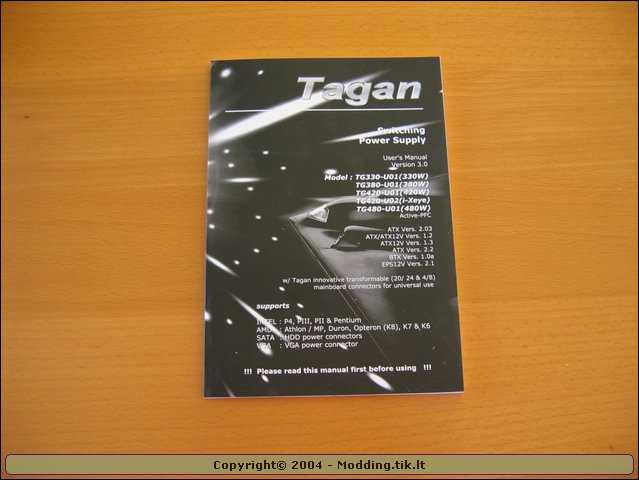 Tagan
Switching
Power Supply
User's Manual
Version 3.0
Model : TG330-U01(330W)
TG380-U01(380W)
TG420-U01(420W)
TG420-U02(i-Xeye)
TG480-U01(480W)
Active-PFC
ATX Vers. 2.03
ATX/ATX12V Vers. 1.2
ATX12V Vers. 1.3
ATX Vers. 2.2
BTX Vers. 1.0a
EPS12V Vers. 2.1
w/ Tagan innovative transformable (20/ 24 & 4/8)
mainboard connectors for universal use
supports
INTEL : P4, PIII, PII & Pentium
AMD : Athlon / MP, Duron, Opteron (K8), K7 & K6
SATA : HDD power connectors
VGA : VGA power connector
!!! Please read this manual first before using !!!
Copyright© 2004 - Modding.tik.lt